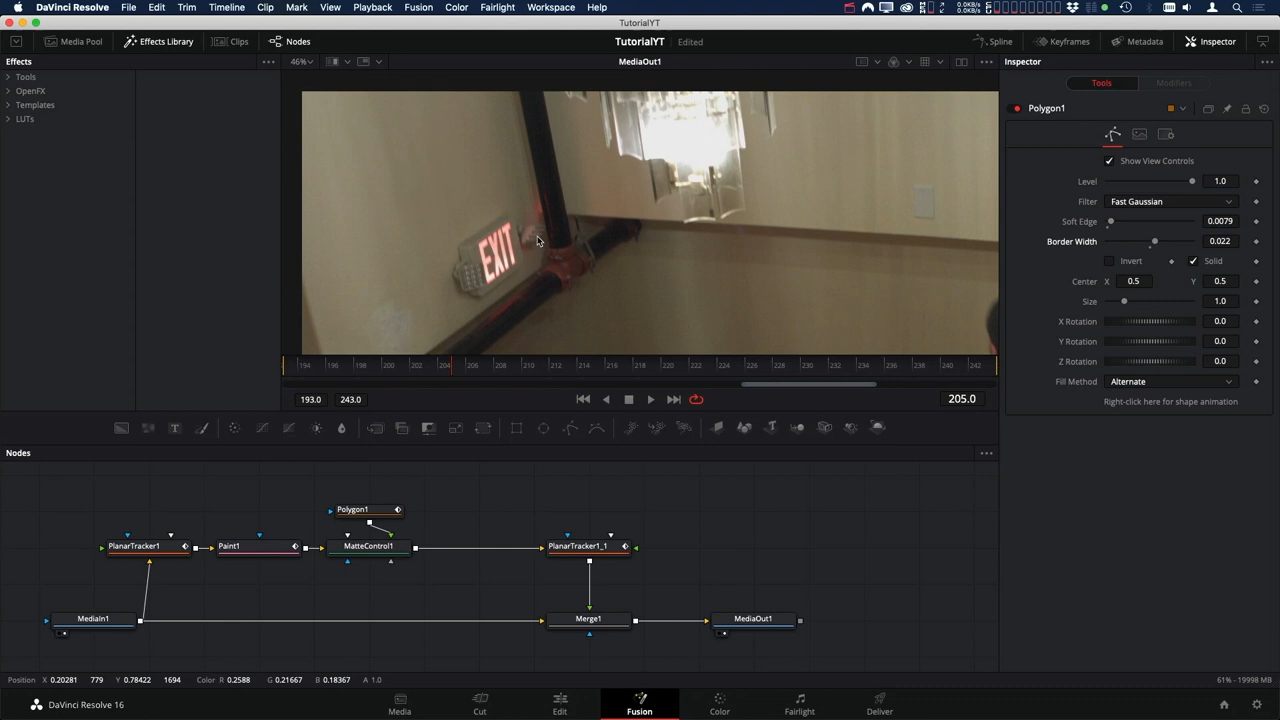 DaVinci Resolve File Edit Trim Timeline Clip Mark View Playback Fusion Color Fairlight Workspace Help 0.0KB/s 0.0KB/s
TutorialYT
Media Pool Effects Library Clips Nodes TutorialYT Edited Spline Keyframes Metadata Inspector
Effects 46% MediaOut1 Inspector
Tools
OpenFX
Templates
LUTs
Tools Modifiers
Polygon1
Show View Controls
Level 1.0
Filter Fast Gaussian
Soft Edge 0.0079
Border Width 0.022
Invert Solid
Center X 0.5 Y 0.5
Size 1.0
X Rotation 0.0
Y Rotation 0.0
Z Rotation 0.0
Fill Method Alternate
Right-click here for shape animation
EXIT
194 196 198 200 202 204 206 208 210 212 214 216 218 220 222 224 226 228 230 232 234 236 238 240 242
193.0 243.0 205.0
Nodes
Polygon1
PlanarTracker1 Paint1 MatteControl1 PlanarTracker1_1
MediaIn1 Merge1 MediaOut1
Position X 0.20281 779 Y 0.78422 1694 Color R 0.2588 G 0.21667 B 0.18367 A 1.0 61% - 19998 MB
DaVinci Resolve 16 Media Cut Edit Fusion Color Fairlight Deliver